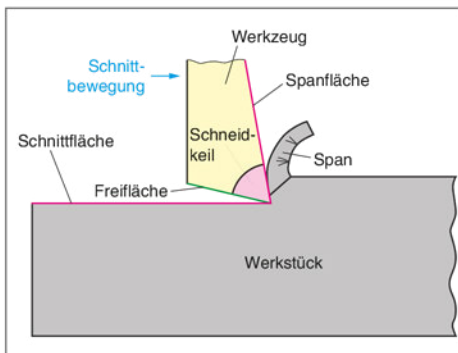 Werkzeug
Schnitt-
bewegung
Spanfläche
Schnittfläche
Schneid-
keil
Span
Freifläche
Werkstück